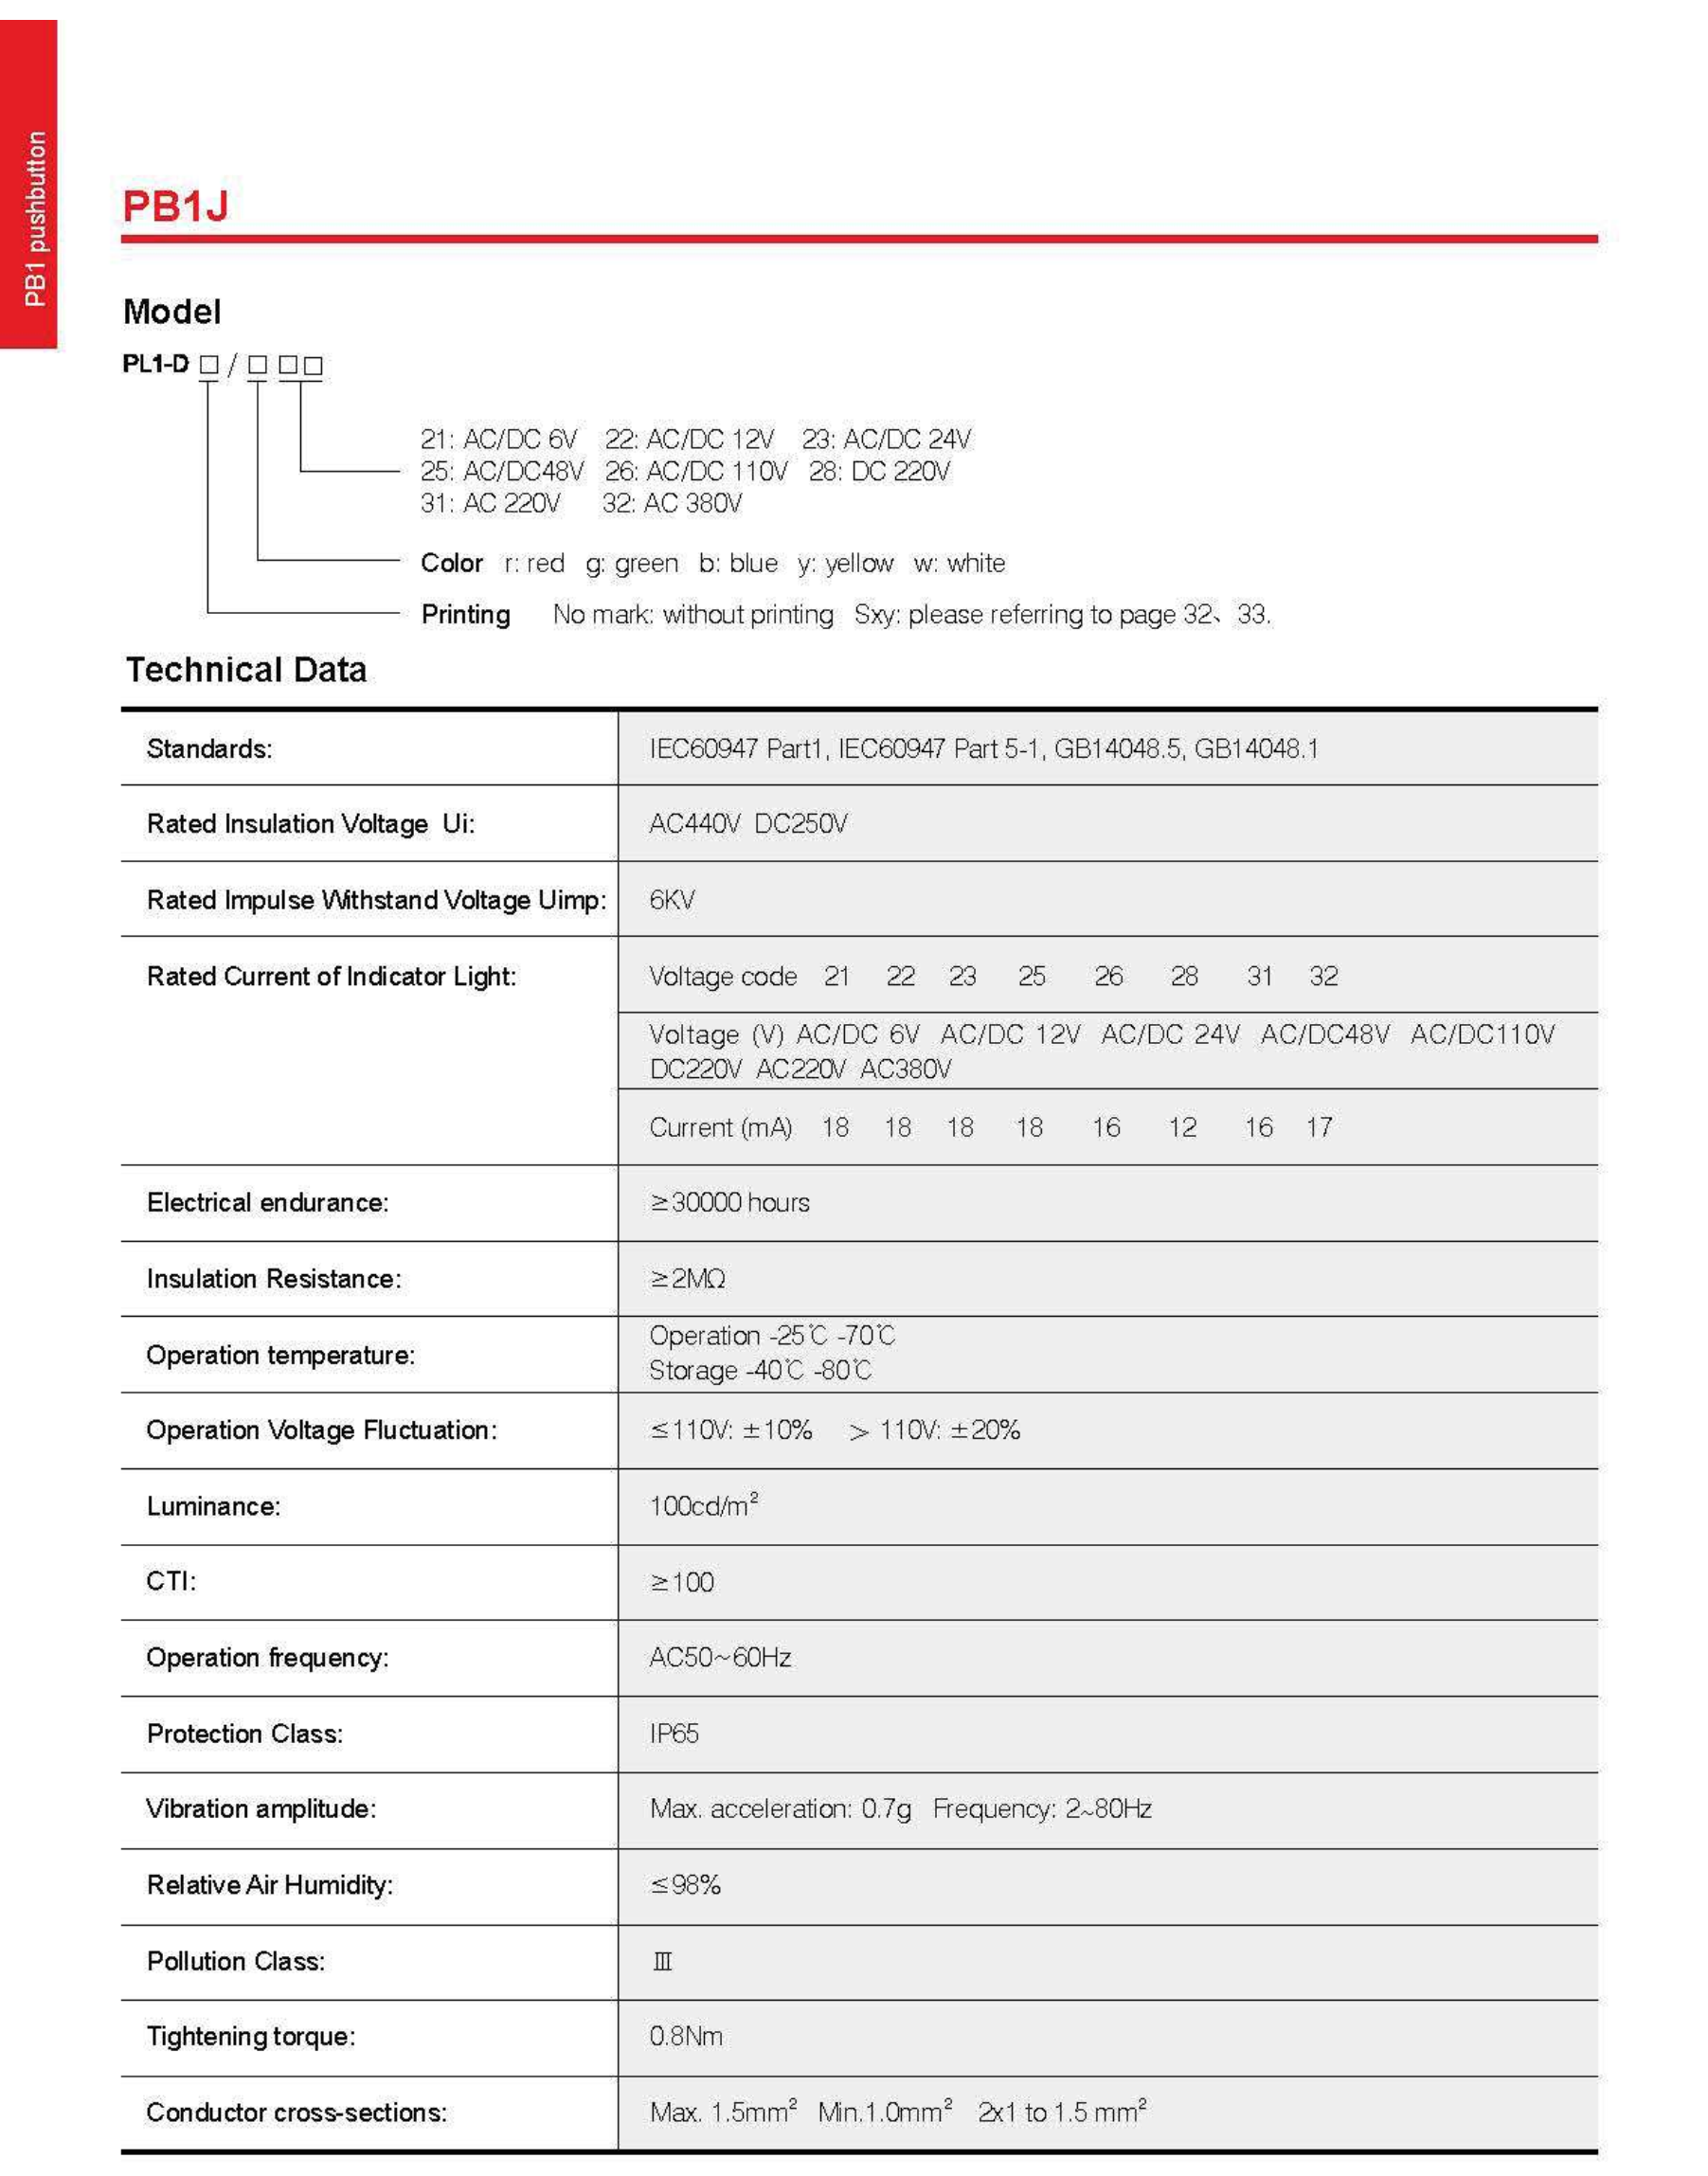 PB1 pushbutton
PB1J
Model
PL1-D □ / □ □□
21: AC/DC 6V 22: AC/DC 12V 23: AC/DC 24V
25: AC/DC48V 26: AC/DC 110V 28: DC 220V
31: AC 220V 32: AC 380V
Color r: red g: green b: blue y: yellow w: white
Printing No mark: without printing Sxy: please referring to page 32、33.
Technical Data
Standards: IEC60947 Part1, IEC60947 Part 5-1, GB14048.5, GB14048.1
Rated Insulation Voltage Ui: AC440V DC250V
Rated Impulse Withstand Voltage Uimp: 6KV
Rated Current of Indicator Light: Voltage code 21 22 23 25 26 28 31 32
Voltage (V) AC/DC 6V AC/DC 12V AC/DC 24V AC/DC48V AC/DC110V
DC220V AC220V AC380V
Current (mA) 18 18 18 18 16 12 16 17
Electrical endurance: ≥30000 hours
Insulation Resistance: ≥2MΩ
Operation temperature: Operation -25℃ -70℃
Storage -40℃ -80℃
Operation Voltage Fluctuation: ≤110V: ±10% > 110V: ±20%
Luminance: 100cd/m²
CTI: ≥100
Operation frequency: AC50~60Hz
Protection Class: IP65
Vibration amplitude: Max. acceleration: 0.7g Frequency: 2~80Hz
Relative Air Humidity: ≤98%
Pollution Class: Ⅲ
Tightening torque: 0.8Nm
Conductor cross-sections: Max. 1.5mm² Min.1.0mm² 2x1 to 1.5 mm²